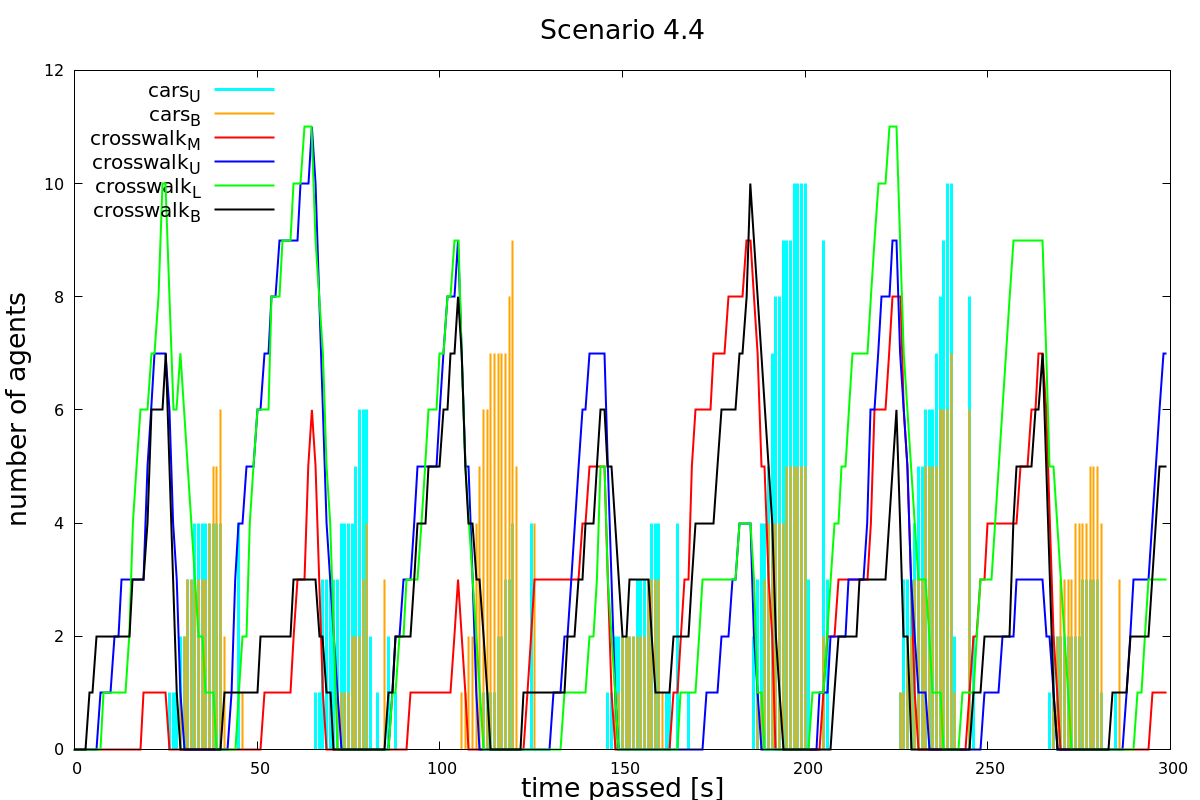 Scenario 4.4
12
10
8
6
4
2
0
number of agents
cars_U
cars_B
crosswalk_M
crosswalk_U
crosswalk_L
crosswalk_B
0 50 100 150 200 250 300
time passed [s]